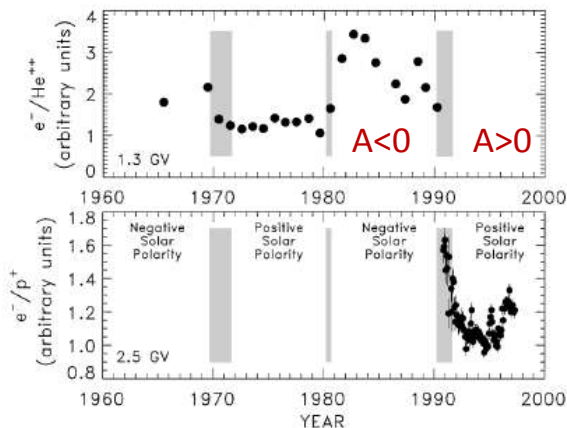 e⁻/He⁺⁺
(arbitrary units)
4
3
2
1
0
1.3 GV
A<0
A>0
1960
1970
1980
1990
2000
e⁻/p⁺
(arbitrary units)
1.8
1.6
1.4
1.2
1.0
0.8
Negative
Solar
Polarity
Positive
Solar
Polarity
Negative
Solar
Polarity
Positive
Solar
Polarity
2.5 GV
1960
1970
1980
1990
2000
YEAR